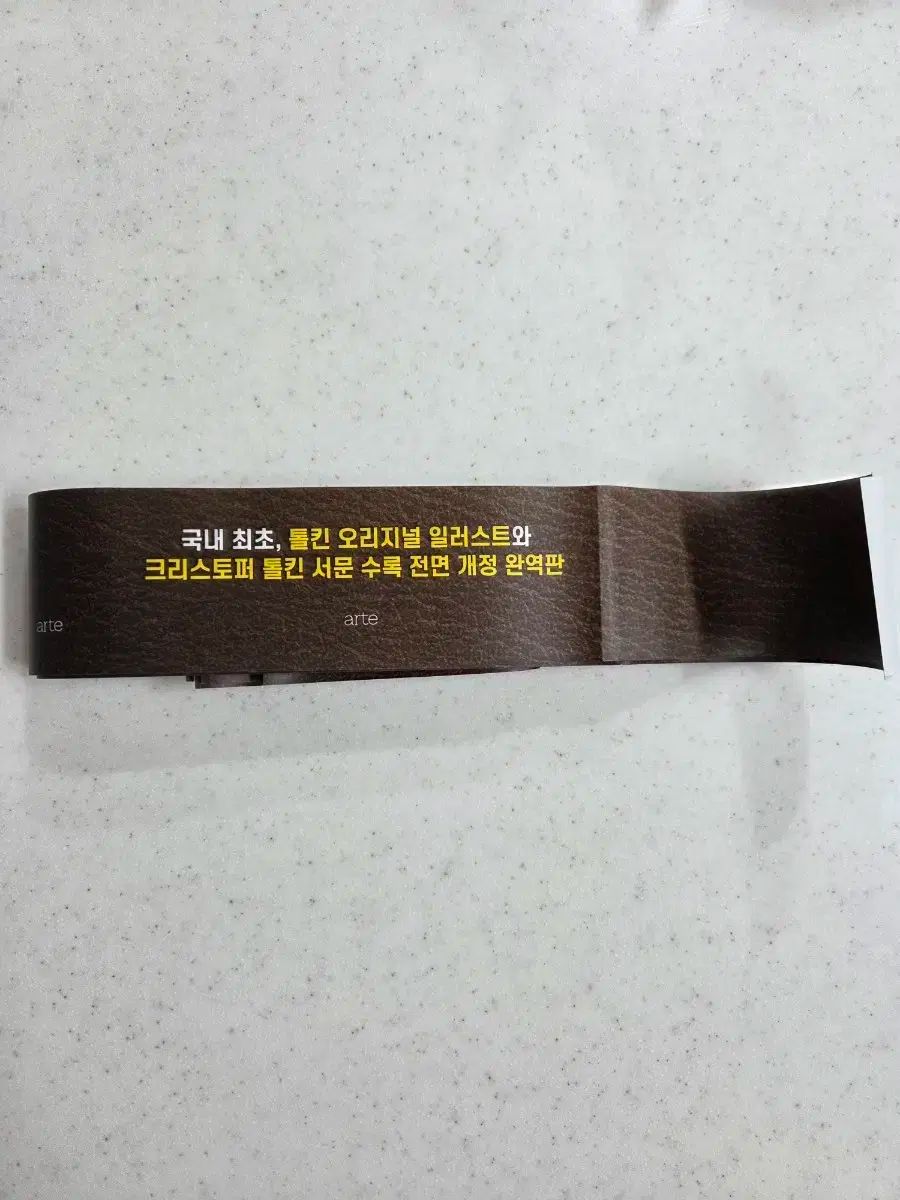 국내 최초, 톨킨 오리지널 일러스트와
크리스토퍼 톨킨 서문 수록 전면 개정 완역판
arte
arte